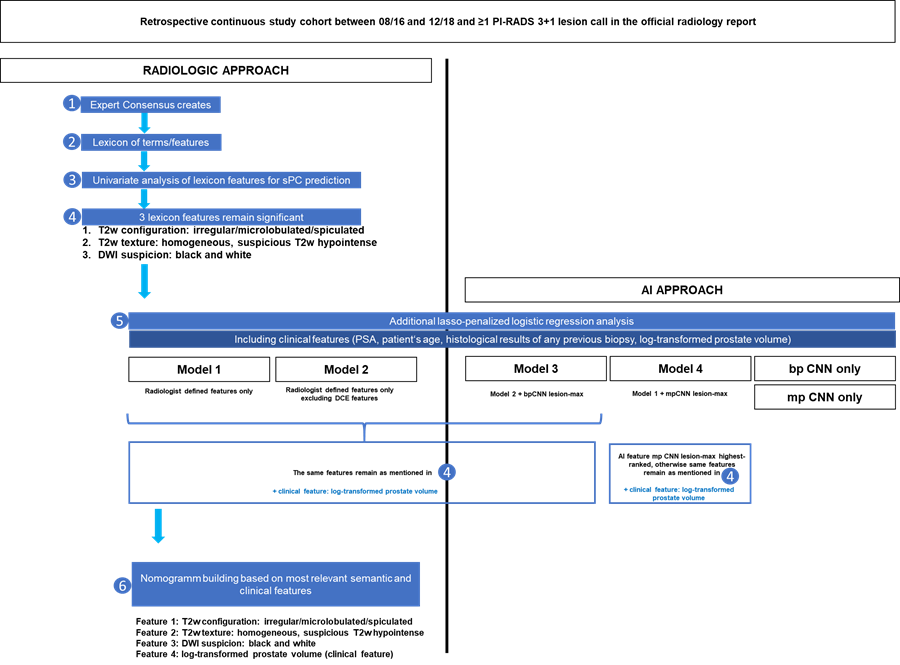 Retrospective continuous study cohort between 08/16 and 12/18 and ≥1 PI-RADS 3+1 lesion call in the official radiology report
RADIOLOGIC APPROACH
1 Expert Consensus creates
2 Lexicon of terms/features
3 Univariate analysis of lexicon features for sPC prediction
4 3 lexicon features remain significant
1. T2w configuration: irregular/microlobulated/spiculated
2. T2w texture: homogeneous, suspicious T2w hypointense
3. DWI suspicion: black and white
AI APPROACH
5 Additional lasso-penalized logistic regression analysis
Including clinical features (PSA, patient's age, histological results of any previous biopsy, log-transformed prostate volume)
Model 1
Radiologist defined features only
Model 2
Radiologist defined features only
excluding DCE features
Model 3
Model 2 + bpCNN lesion-max
Model 4
Model 1 + mpCNN lesion-max
bp CNN only
mp CNN only
The same features remain as mentioned in 4
+ clinical feature: log-transformed prostate volume
AI feature mp CNN lesion-max highest-
ranked, otherwise same features
remain as mentioned in 4
+ clinical feature: log-transformed
prostate volume
6 Nomogramm building based on most relevant semantic and
clinical features
Feature 1: T2w configuration: irregular/microlobulated/spiculated
Feature 2: T2w texture: homogeneous, suspicious T2w hypointense
Feature 3: DWI suspicion: black and white
Feature 4: log-transformed prostate volume (clinical feature)